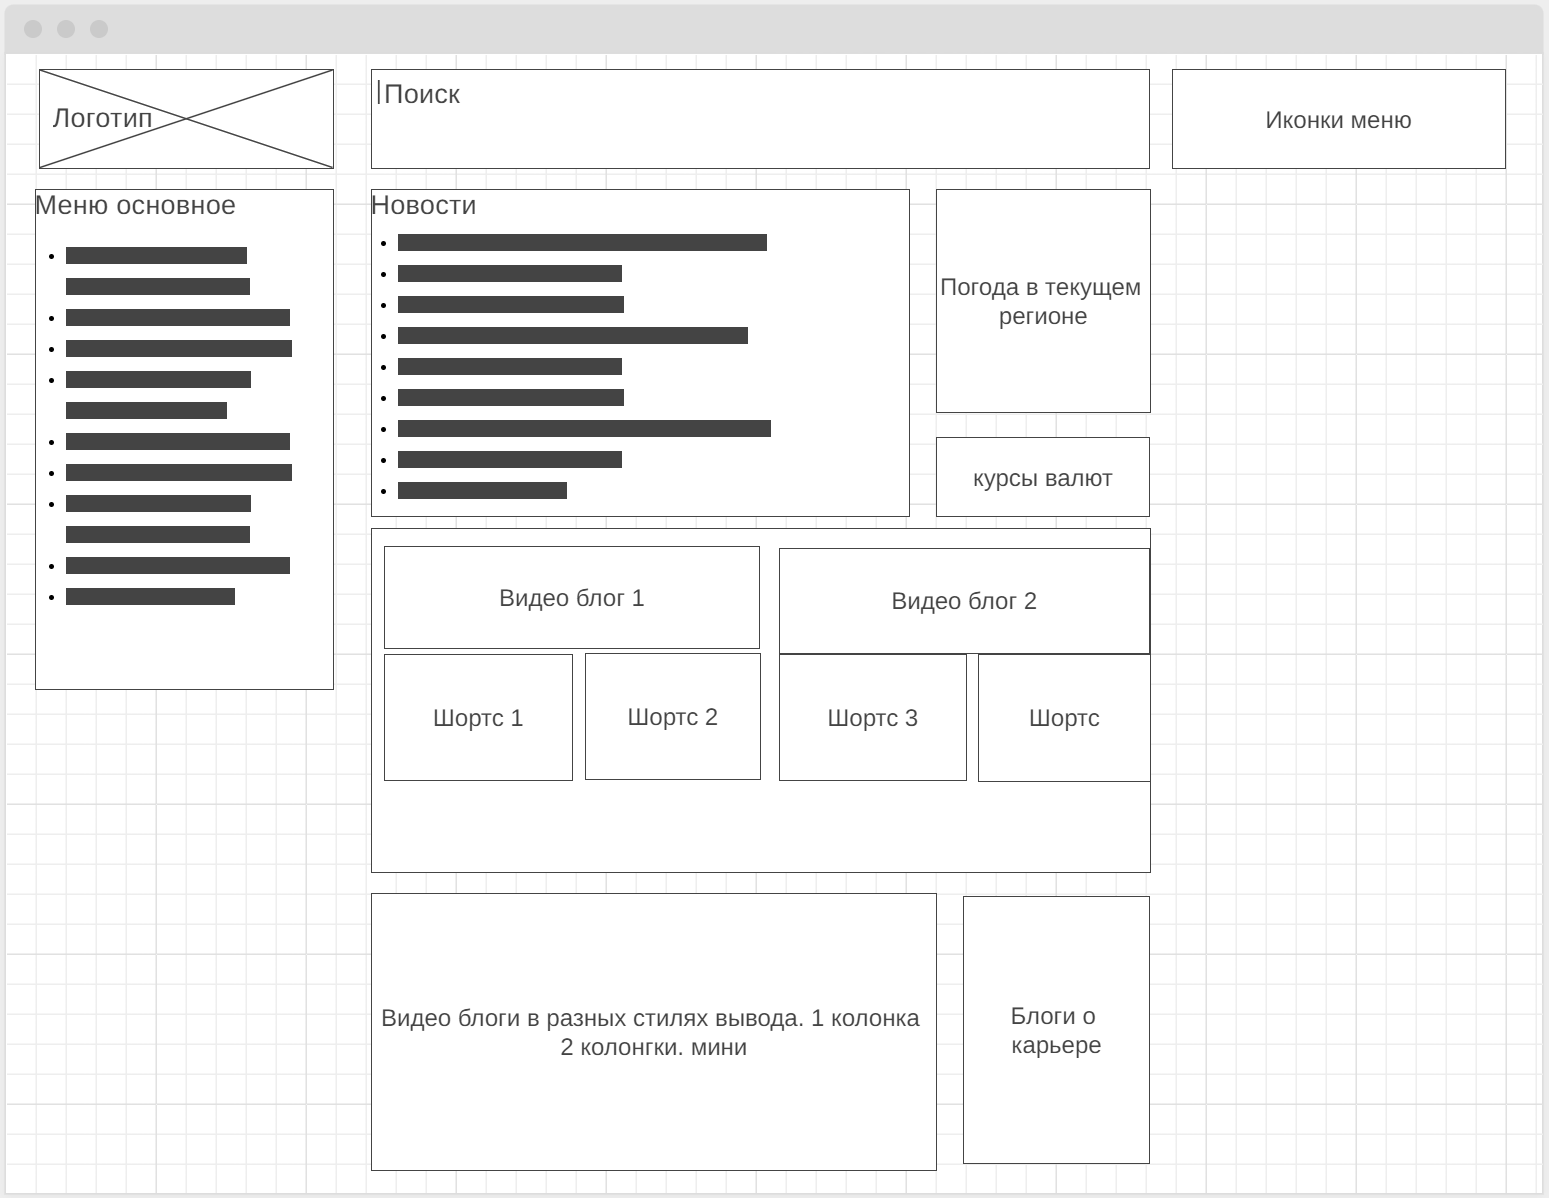 Логотип
Поиск
Иконки меню
Меню основное
Новости
Погода в текущем
регионе
курсы валют
Видео блог 1
Видео блог 2
Шортс 1
Шортс 2
Шортс 3
Шортс
Видео блоги в разных стилях вывода. 1 колонка
2 колонгки. мини
Блоги о
карьере